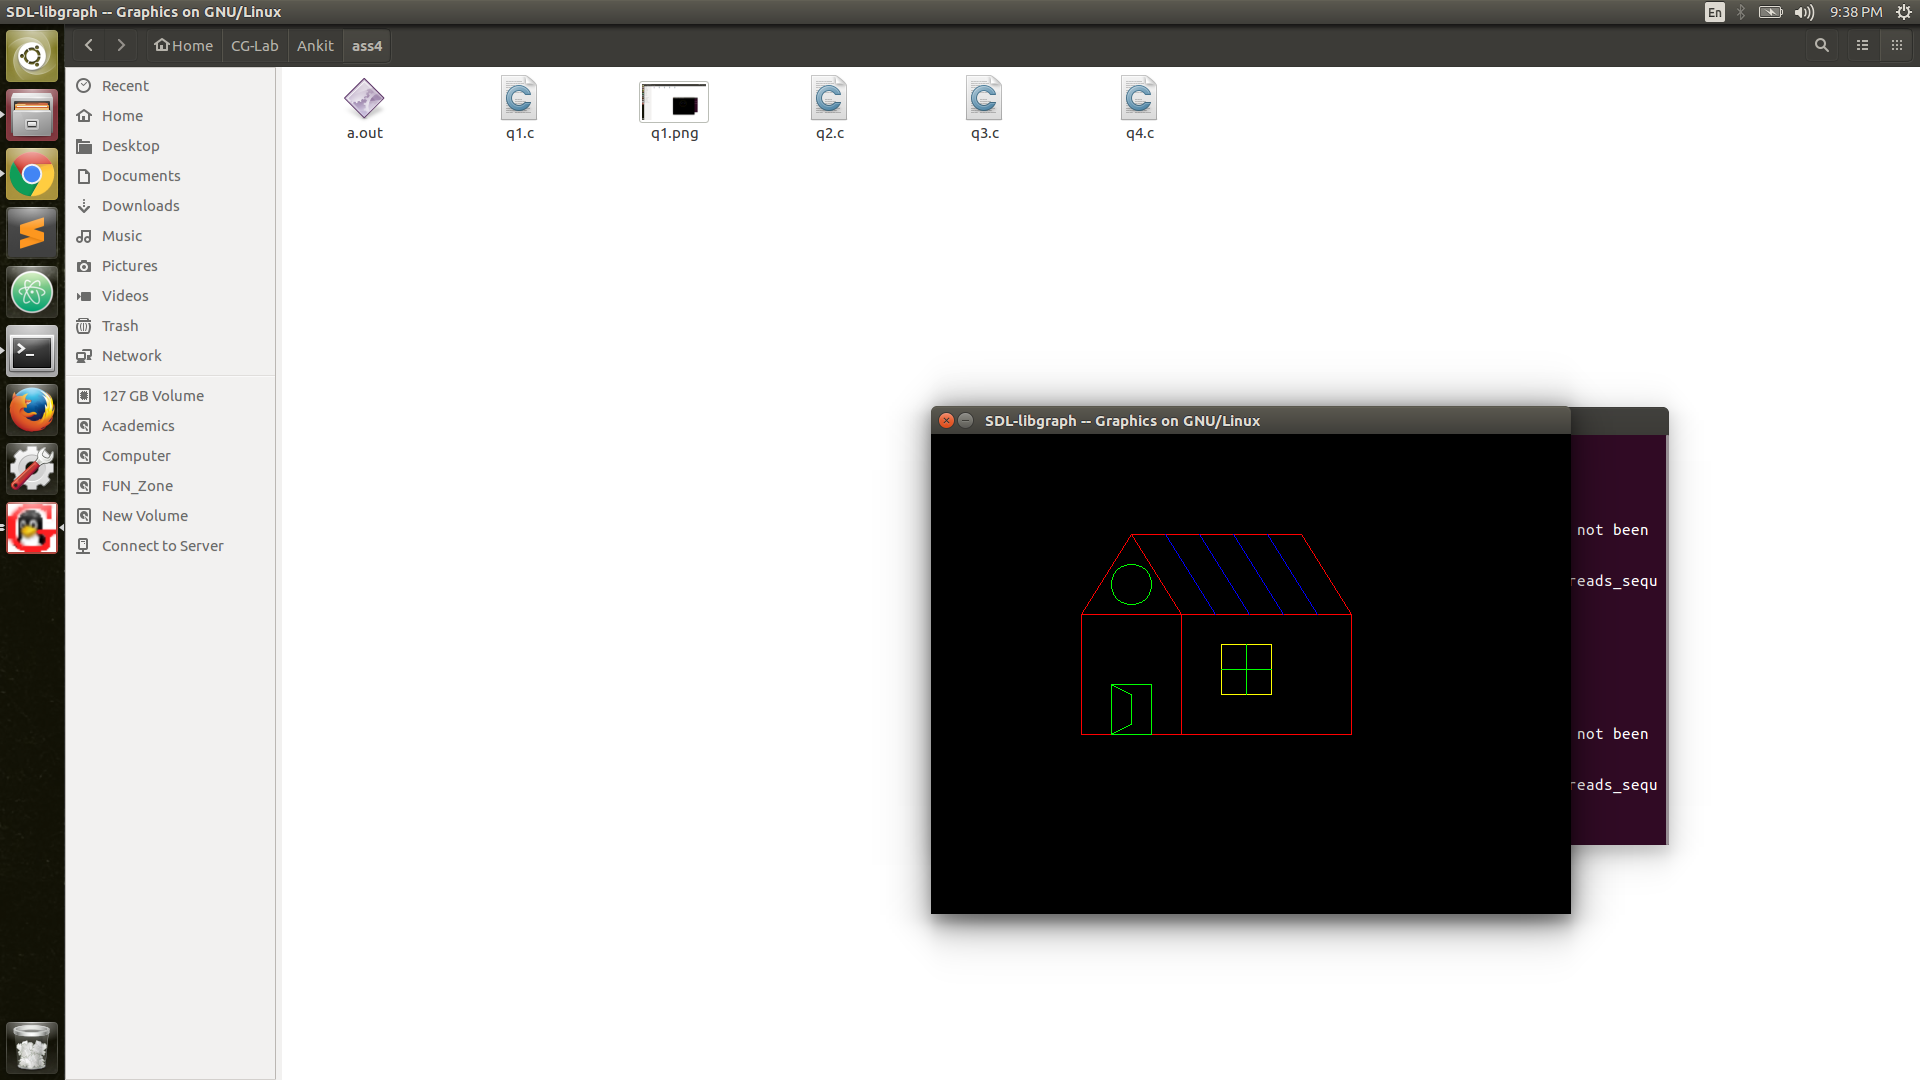 SDL-libgraph -- Graphics on GNU/Linux
En
9:38 PM
Home
CG-Lab
Ankit
ass4
Recent
Home
Desktop
Documents
Downloads
Music
Pictures
Videos
Trash
Network
127 GB Volume
Academics
Computer
FUN_Zone
New Volume
Connect to Server
a.out
q1.c
q1.png
q2.c
q3.c
q4.c
SDL-libgraph -- Graphics on GNU/Linux
not been
reads_sequ
not been
reads_sequ